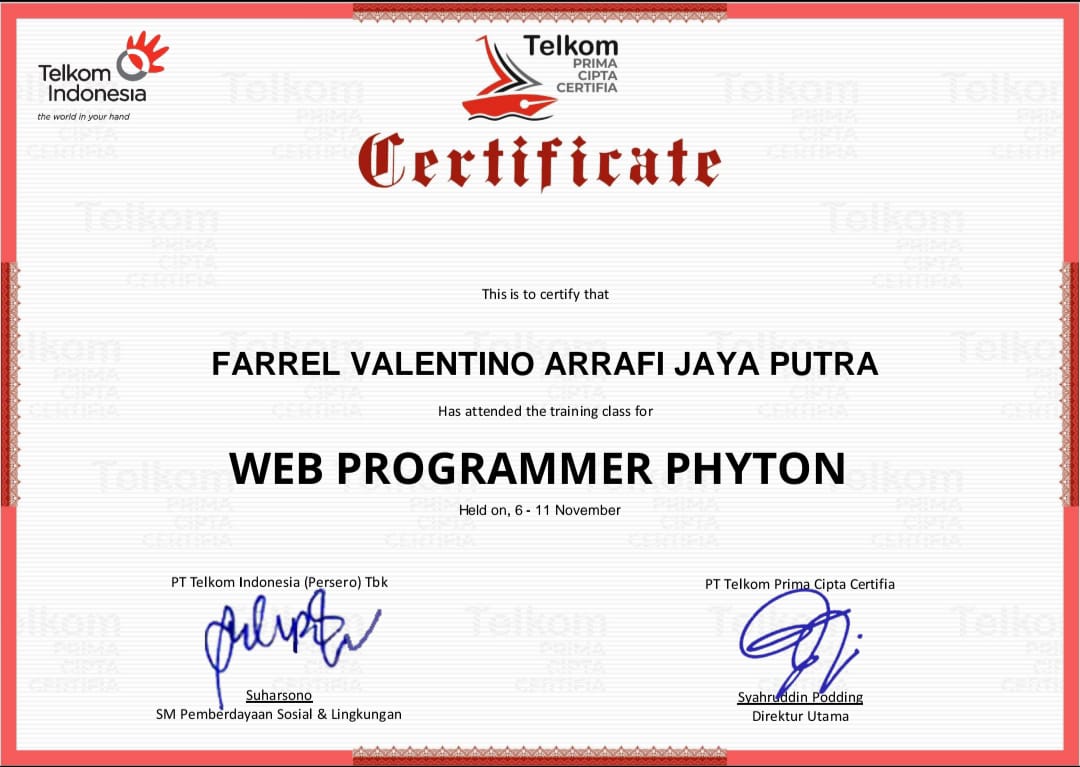 Telkom
Indonesia
the world in your hand
Telkom
PRIMA
CIPTA
CERTIFIA
Certificate
This is to certify that
FARREL VALENTINO ARRAFI JAYA PUTRA
Has attended the training class for
WEB PROGRAMMER PHYTON
Held on, 6 - 11 November
PT Telkom Indonesia (Persero) Tbk
Suharsono
SM Pemberdayaan Sosial & Lingkungan
PT Telkom Prima Cipta Certifia
Syahruddin Podding
Direktur Utama